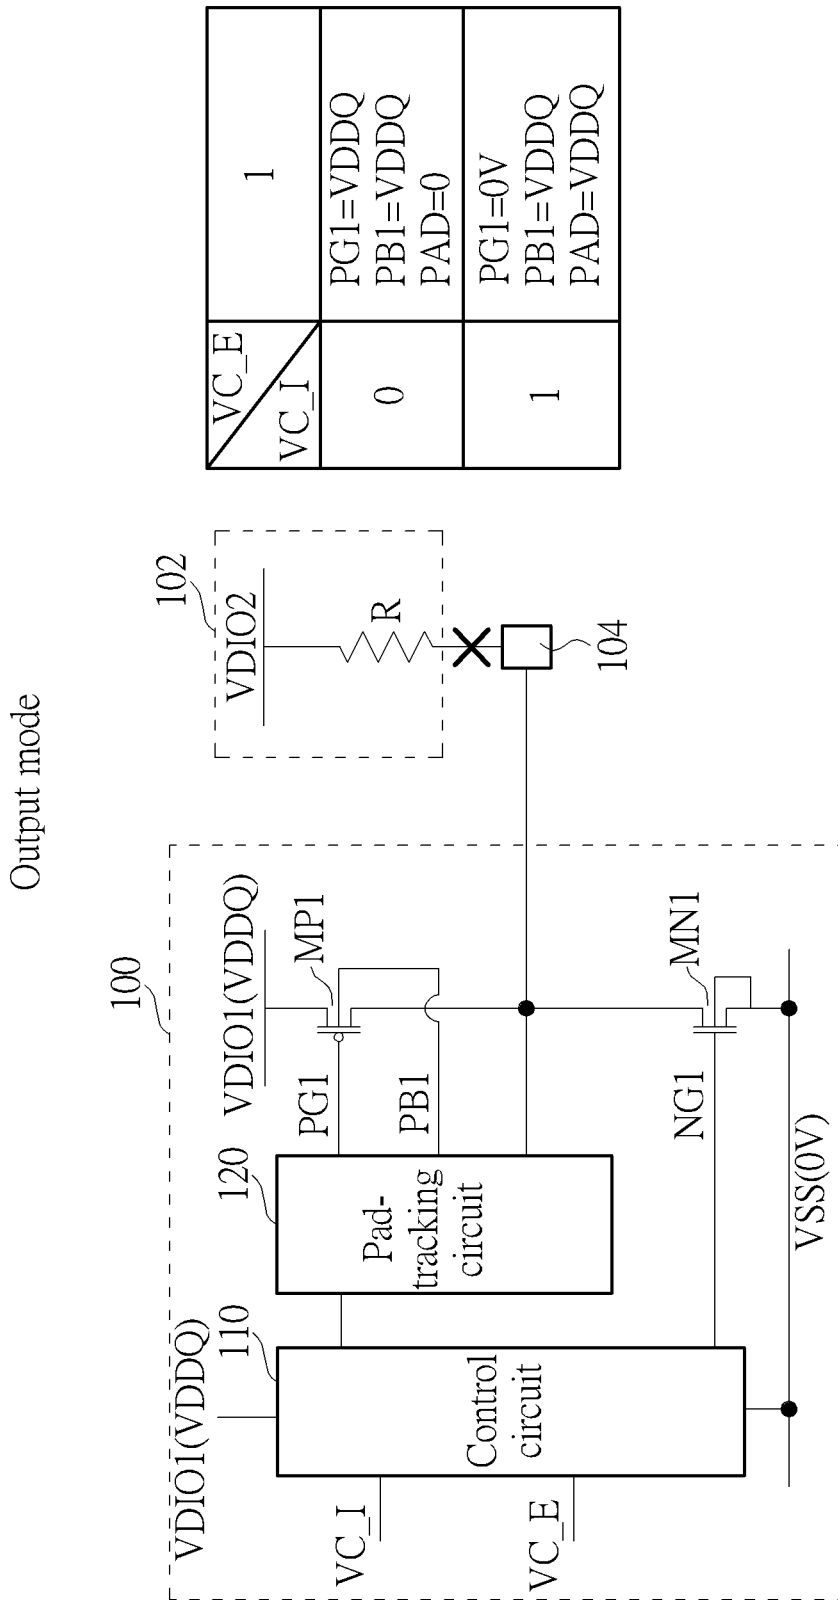 Output mode
100
VDIO1(VDDQ)
VDIO1(VDDQ)
110
120
VC_I
VC_E
Control
circuit
Pad-
tracking
circuit
PG1
PB1
MP1
NG1
MN1
VSS(0V)
102
VDIO2
R
104
VC_E
VC_I
1
0
PG1=VDDQ
PB1=VDDQ
PAD=0
1
PG1=0V
PB1=VDDQ
PAD=VDDQ